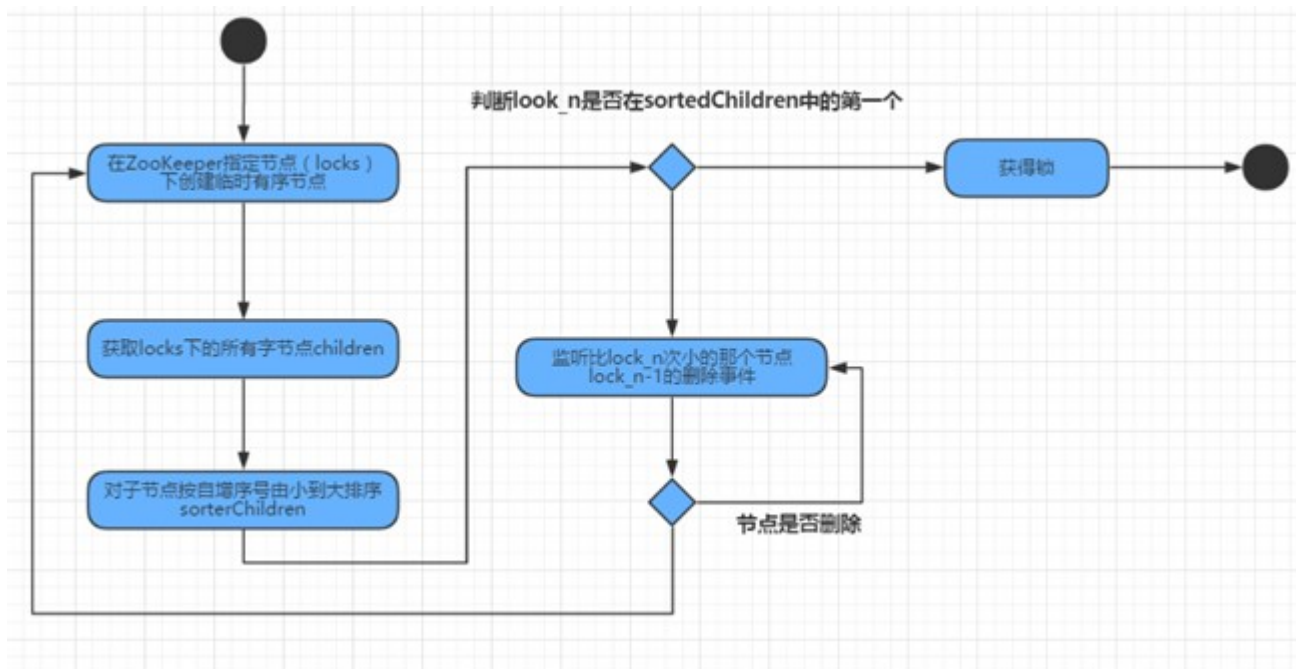 判断look_n是否在sortedChildren中的第一个
在ZooKeeper指定节点（locks）
下创建临时有序节点
获得锁
获取locks下的所有字节点children
监听比lock_n次小的那个节点
lock_n-1的删除事件
对子节点按自增序号由小到大排序
sorterChildren
节点是否删除